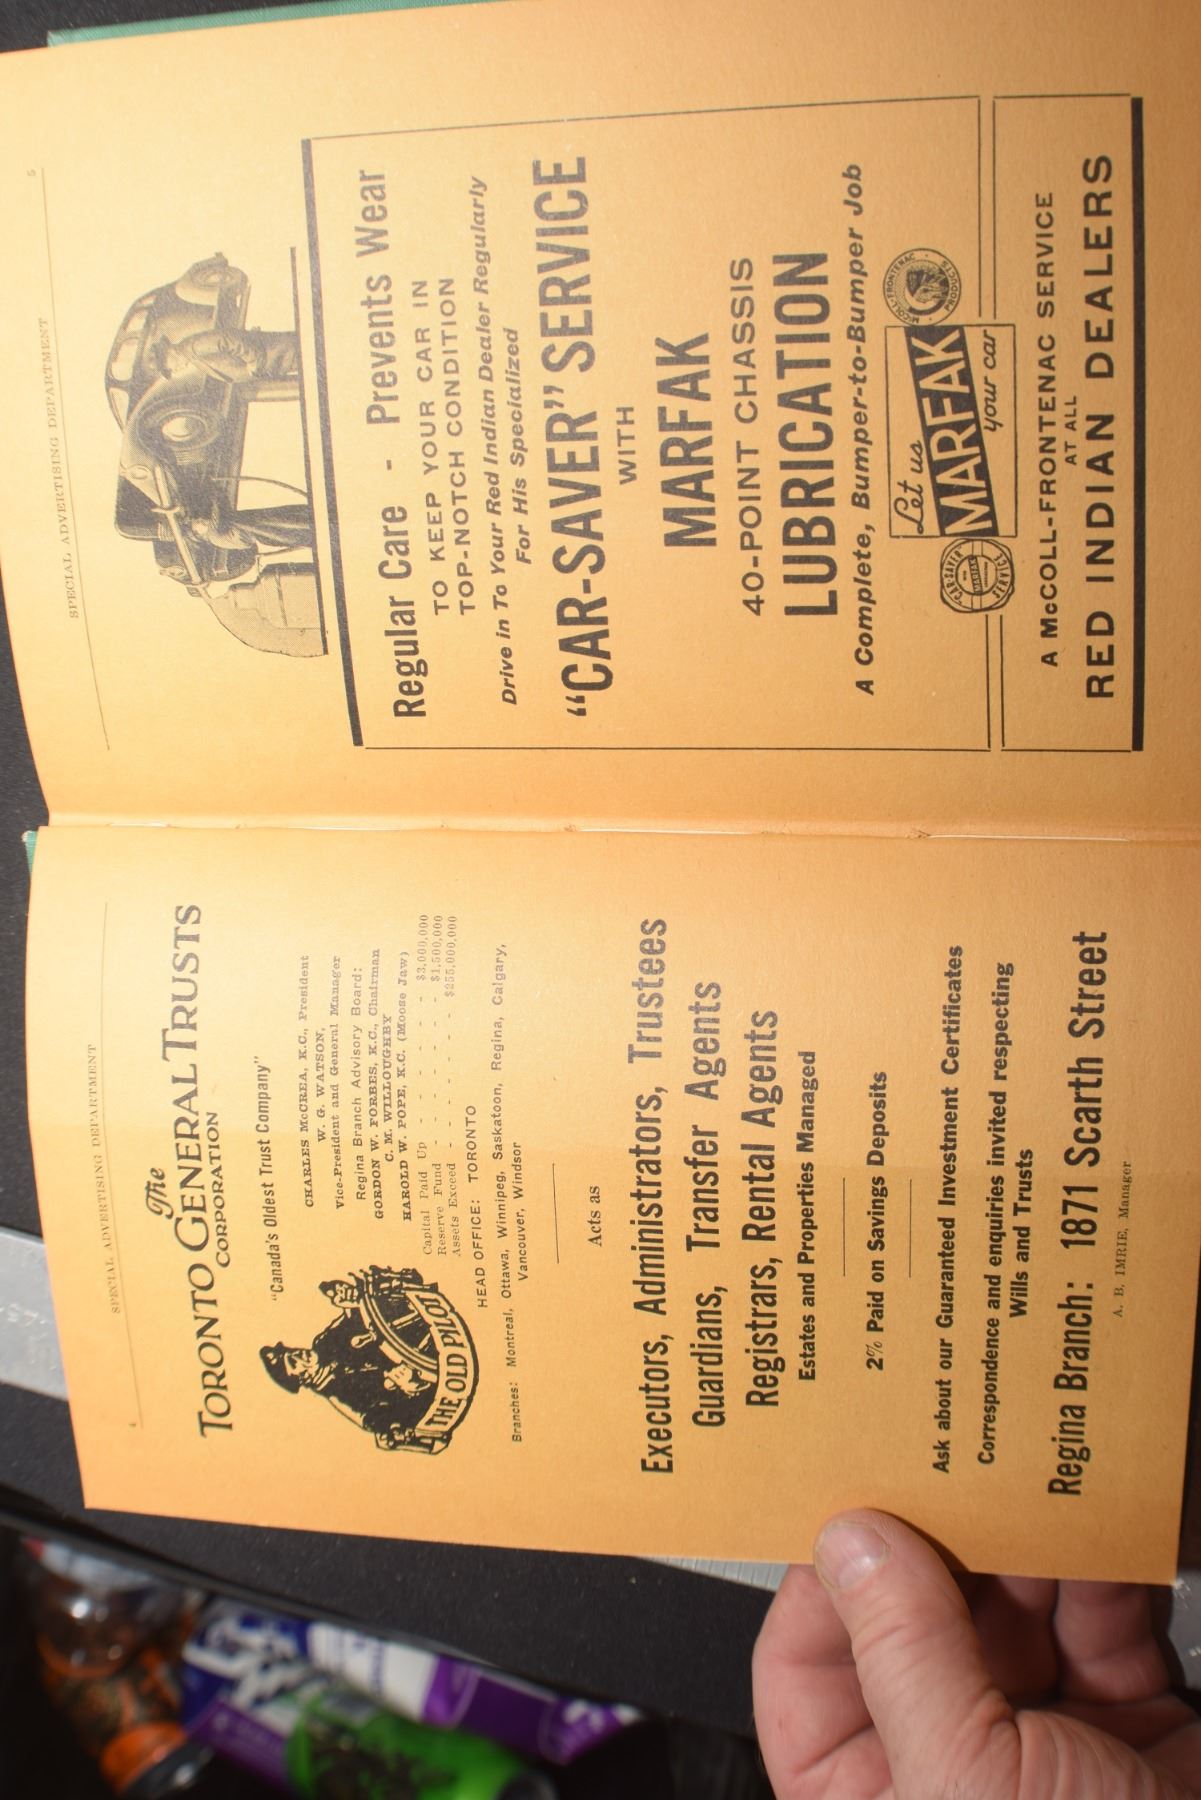 4
SPECIAL ADVERTISING DEPARTMENT
The
TORONTO GENERAL TRUSTS
CORPORATION
"Canada's Oldest Trust Company"
CHARLES McCREA, K.C., President
W. G. WATSON,
Vice-President and General Manager
Regina Branch Advisory Board:
GORDON W. FORBES, K.C., Chairman
C. M. WILLOUGHBY
HAROLD W. POPE, K.C. (Moose Jaw)
Capital Paid Up - - - - - - $3,000,000
Reserve Fund - - - - - - - $1,500,000
Assets Exceed - - - - - - $255,000,000
THE OLD PILOT
HEAD OFFICE: TORONTO
Branches: Montreal, Ottawa, Winnipeg, Saskatoon, Regina, Calgary,
Vancouver, Windsor
Acts as
Executors, Administrators, Trustees
Guardians, Transfer Agents
Registrars, Rental Agents
Estates and Properties Managed
2% Paid on Savings Deposits
Ask about our Guaranteed Investment Certificates
Correspondence and enquiries invited respecting
Wills and Trusts
Regina Branch: 1871 Scarth Street
A. B. IMRIE, Manager
SPECIAL ADVERTISING DEPARTMENT
5
Regular Care - Prevents Wear
TO KEEP YOUR CAR IN
TOP-NOTCH CONDITION
Drive in To Your Red Indian Dealer Regularly
For His Specialized
"CAR-SAVER" SERVICE
WITH
MARFAK
40-POINT CHASSIS
LUBRICATION
A Complete, Bumper-to-Bumper Job
CAR-SAVER
MARFAK
SERVICE
Let us
MARFAK
your car
McCOLL-FRONTENAC
PRODUCTS
A McCOLL-FRONTENAC SERVICE
AT ALL
RED INDIAN DEALERS